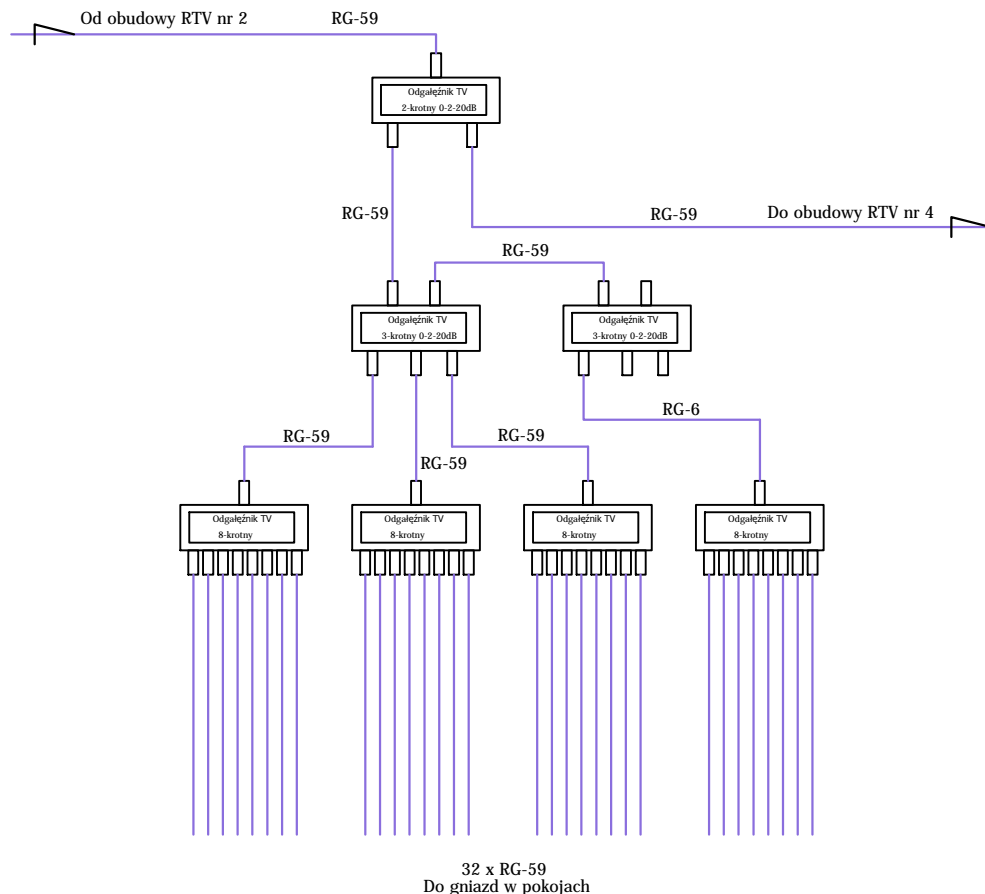 Od obudowy RTV nr 2
RG-59
Odgałęźnik TV
2-krotny 0-2-20dB
RG-59
RG-59
Do obudowy RTV nr 4
RG-59
Odgałęźnik TV
3-krotny 0-2-20dB
Odgałęźnik TV
3-krotny 0-2-20dB
RG-6
RG-59
RG-59
RG-59
Odgałęźnik TV
8-krotny
Odgałęźnik TV
8-krotny
Odgałęźnik TV
8-krotny
Odgałęźnik TV
8-krotny
32 x RG-59
Do gniazd w pokojach